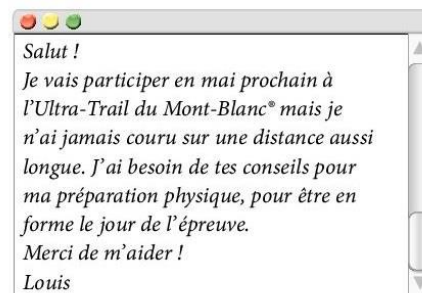 Salut !
Je vais participer en mai prochain à
l'Ultra-Trail du Mont-Blanc® mais je
n'ai jamais couru sur une distance aussi
longue. J'ai besoin de tes conseils pour
ma préparation physique, pour être en
forme le jour de l'épreuve.
Merci de m'aider !
Louis